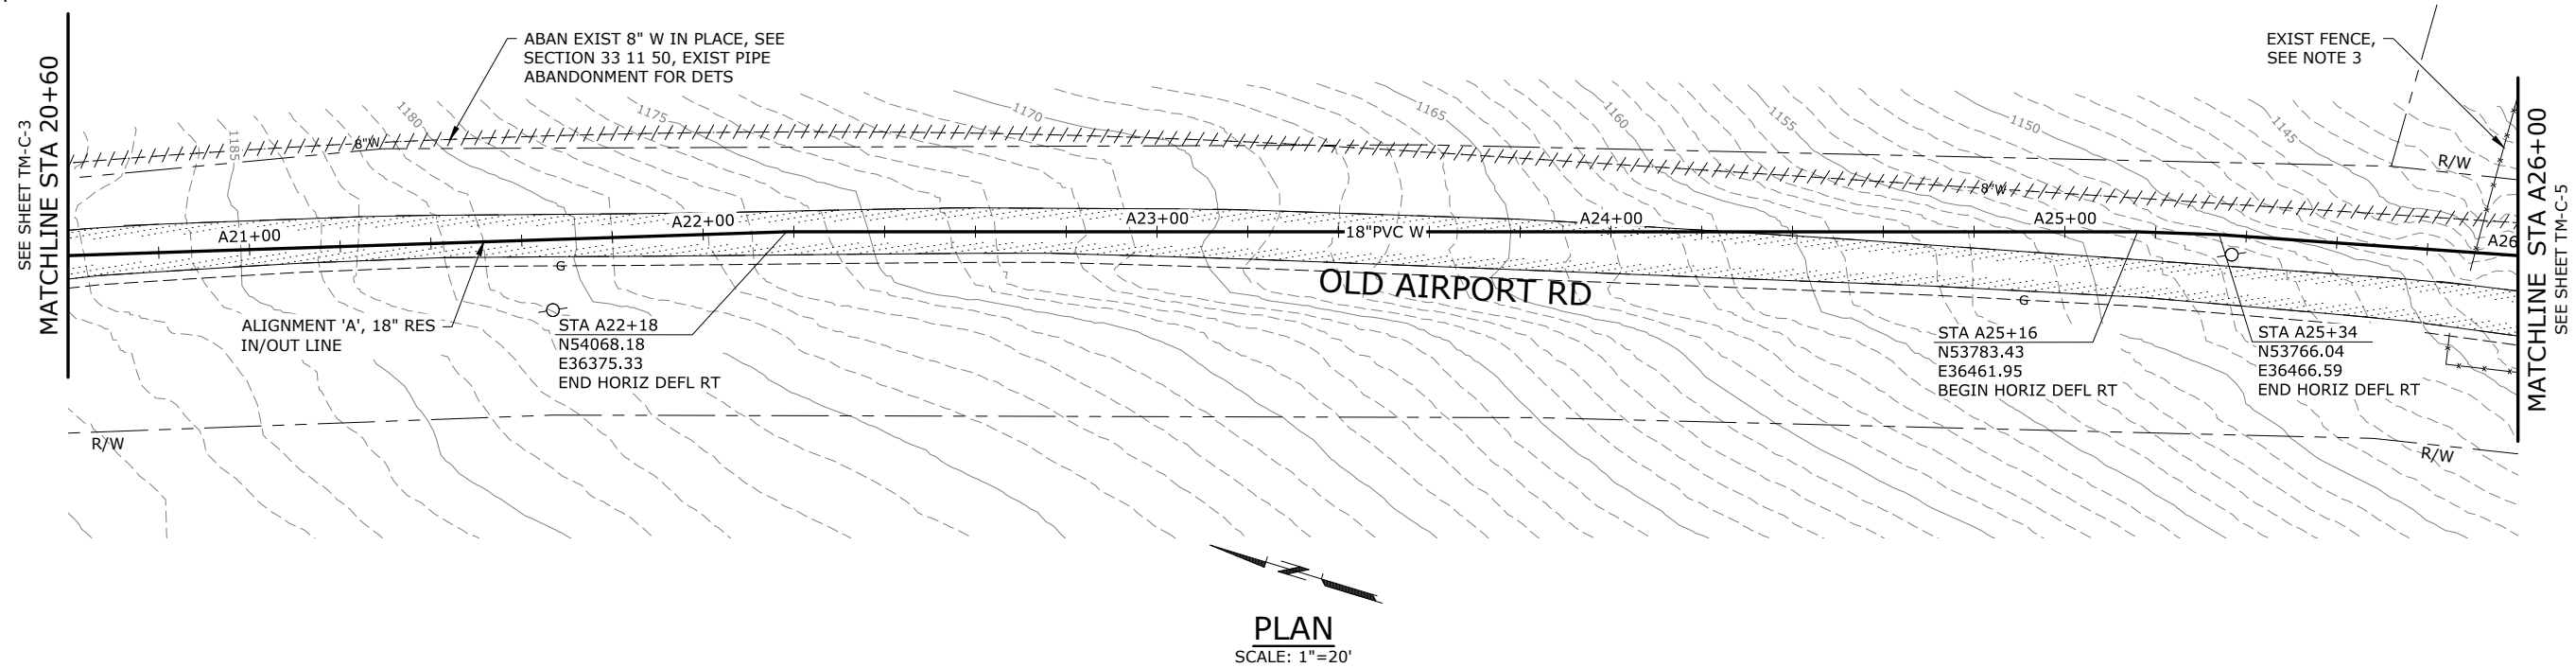 SEE SHEET TM-C-3
MATCHLINE STA 20+60
ABAN EXIST 8" W IN PLACE, SEE
SECTION 33 11 50, EXIST PIPE
ABANDONMENT FOR DETS
EXIST FENCE,
SEE NOTE 3
1185
1180
1175
1170
1165
1160
1155
1150
1145
8"W
8"W
R/W
A21+00
A22+00
A23+00
A24+00
A25+00
A26
18"PVC W
G
G
OLD AIRPORT RD
ALIGNMENT 'A', 18" RES
IN/OUT LINE
STA A22+18
N54068.18
E36375.33
END HORIZ DEFL RT
STA A25+16
N53783.43
E36461.95
BEGIN HORIZ DEFL RT
STA A25+34
N53766.04
E36466.59
END HORIZ DEFL RT
R/W
R/W
MATCHLINE STA A26+00
SEE SHEET TM-C-5
N
PLAN
SCALE: 1"=20'